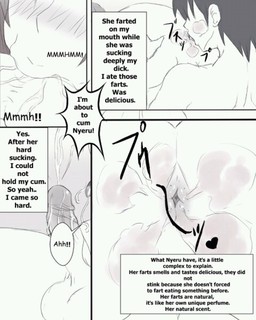 She farted
on my
mouth while
she was
sucking
deeply my
dick.
I ate those
farts.
Was
delicious.
MMMHMM!
I'm
about
to
cum
Nyeru!
Mmmh!!
プ
プ
Yes.
After her
hard
sucking.
I could
not
hold my cum.
So yeah..
I came so
hard.
Ahh!!
What Nyeru have, it's a little
complex to explain.
Her farts smells and tastes delicious, they did
not
stink because she doesn't forced
to fart eating something before.
Her farts are natural,
it's like her own unique perfume.
Her natural scent.